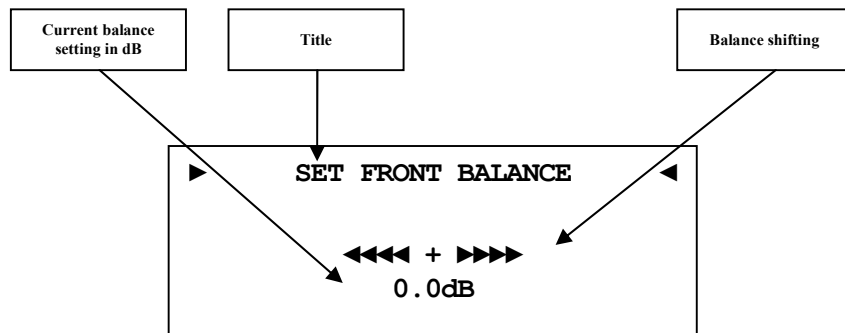 Current balance
setting in dB
Title
Balance shifting
► SET FRONT BALANCE ◄
◄◄◄◄ + ►►►►
0.0dB